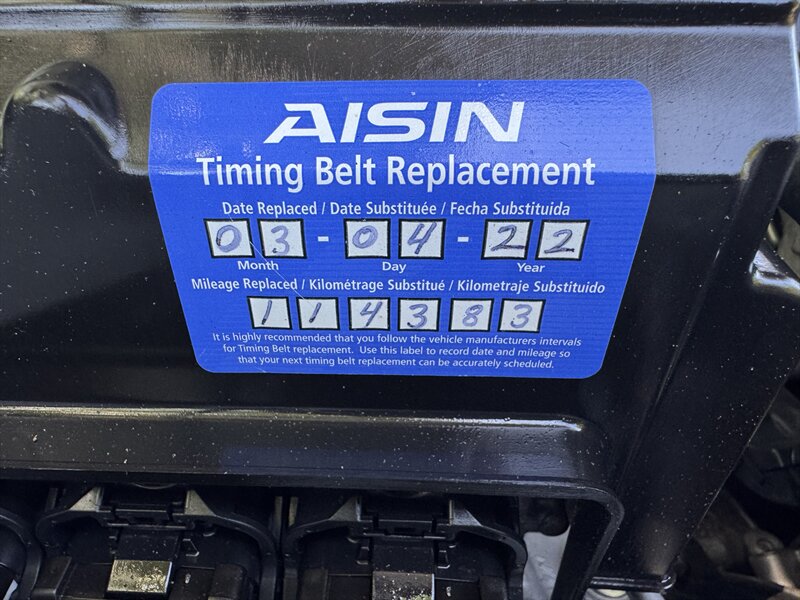 AISIN
Timing Belt Replacement
Date Replaced / Date Substituée / Fecha Substituida
03-04-22
Month Day Year
Mileage Replaced / Kilométrage Substitué / Kilometraje Substituido
114383
It is highly recommended that you follow the vehicle manufacturers intervals
for Timing Belt replacement. Use this label to record date and mileage so
that your next timing belt replacement can be accurately scheduled.